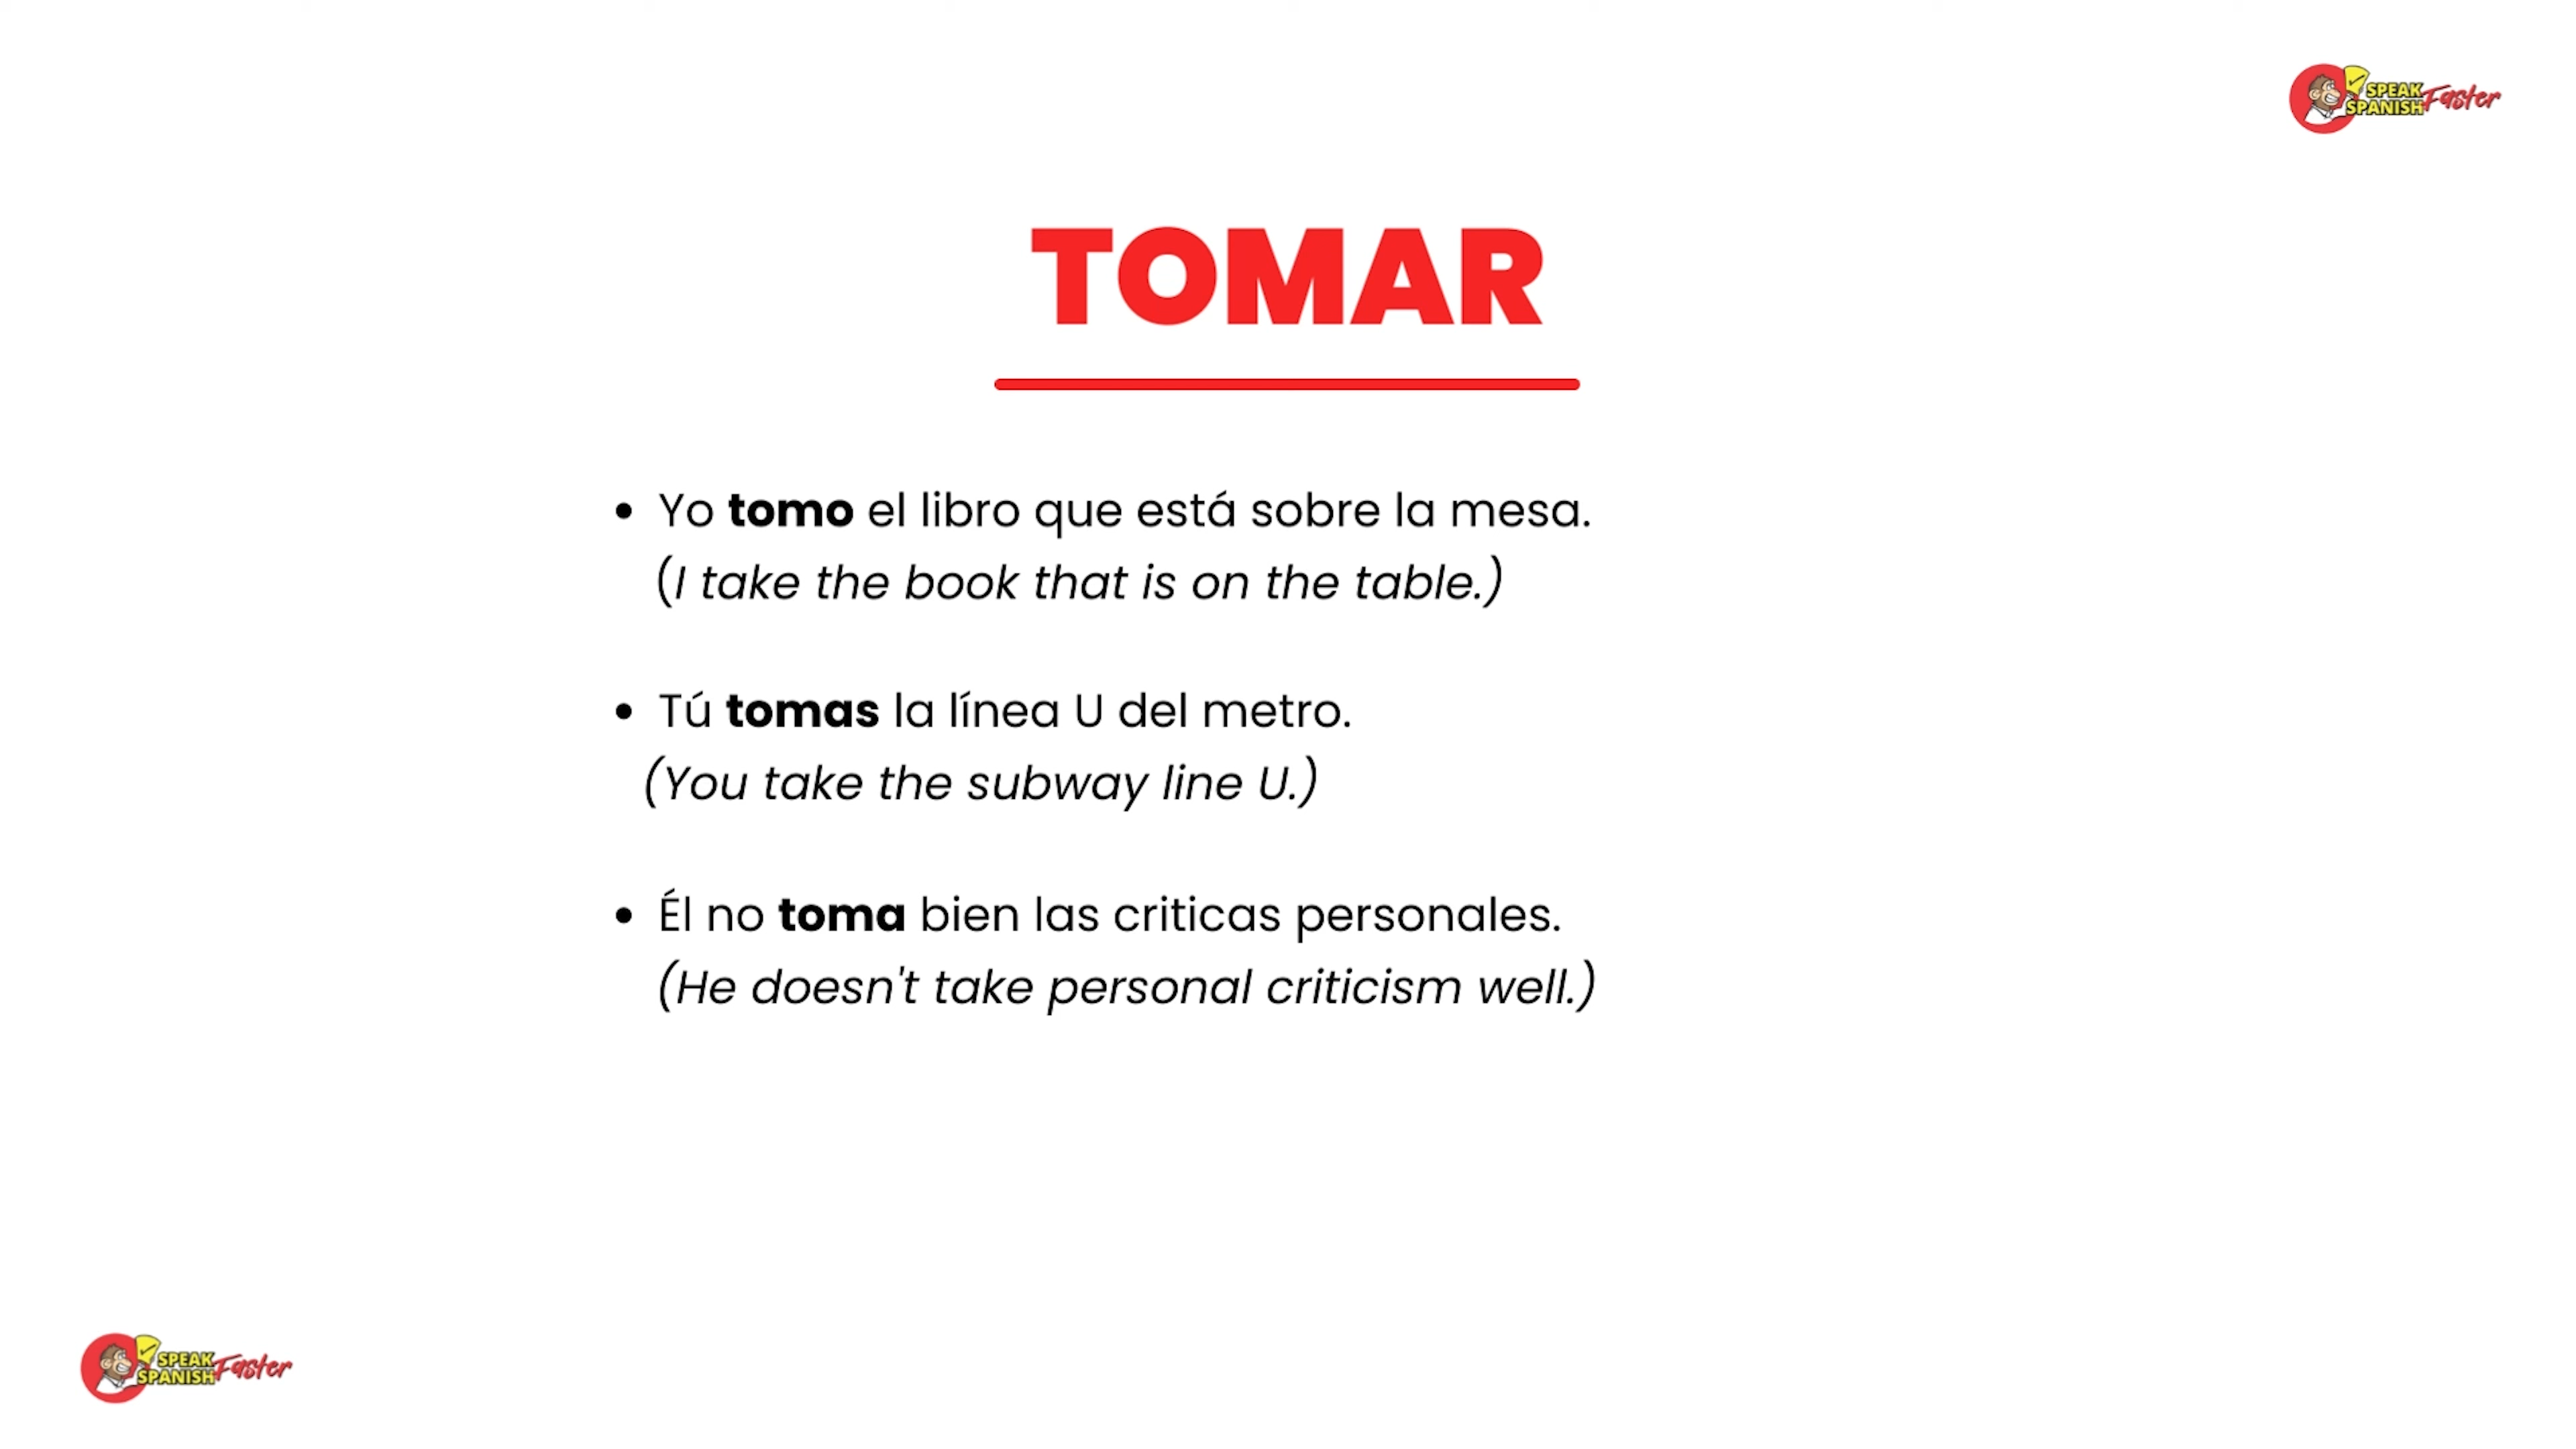 SPEAK
SPANISH Faster
TOMAR
• Yo tomo el libro que está sobre la mesa.
(I take the book that is on the table.)
• Tú tomas la línea U del metro.
(You take the subway line U.)
• Él no toma bien las criticas personales.
(He doesn't take personal criticism well.)
SPEAK
SPANISH Faster